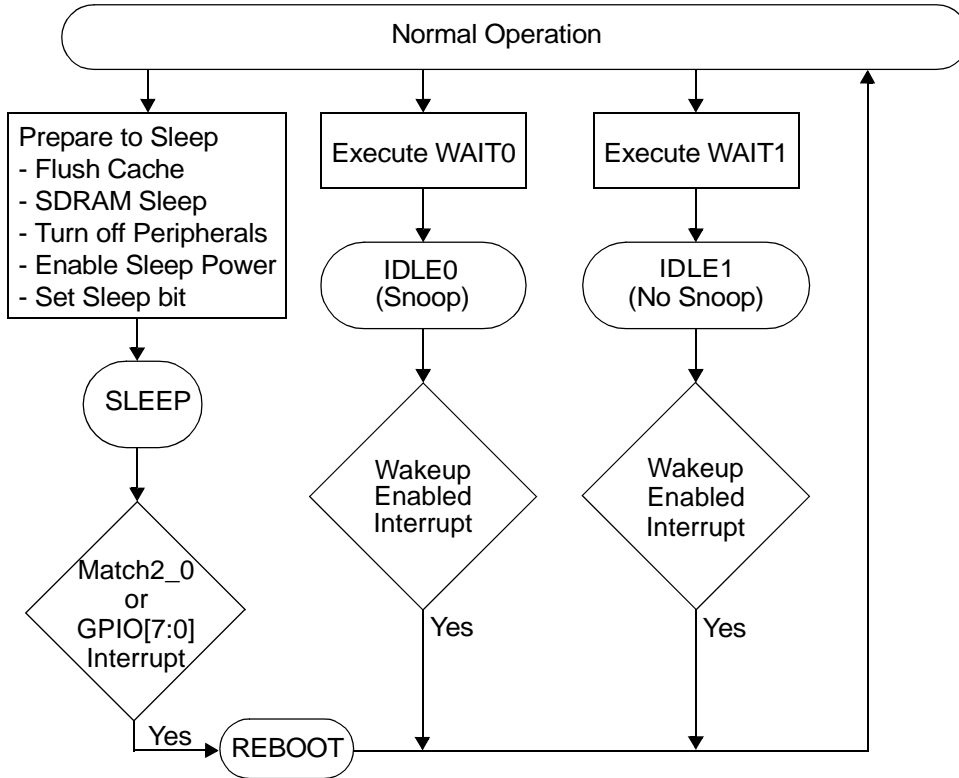 Normal Operation
Prepare to Sleep
- Flush Cache
- SDRAM Sleep
- Turn off Peripherals
- Enable Sleep Power
- Set Sleep bit
Execute WAIT0
Execute WAIT1
IDLE0
(Snoop)
IDLE1
(No Snoop)
SLEEP
Wakeup
Enabled
Interrupt
Wakeup
Enabled
Interrupt
Match2_0
or
GPIO[7:0]
Interrupt
Yes
Yes
Yes
REBOOT